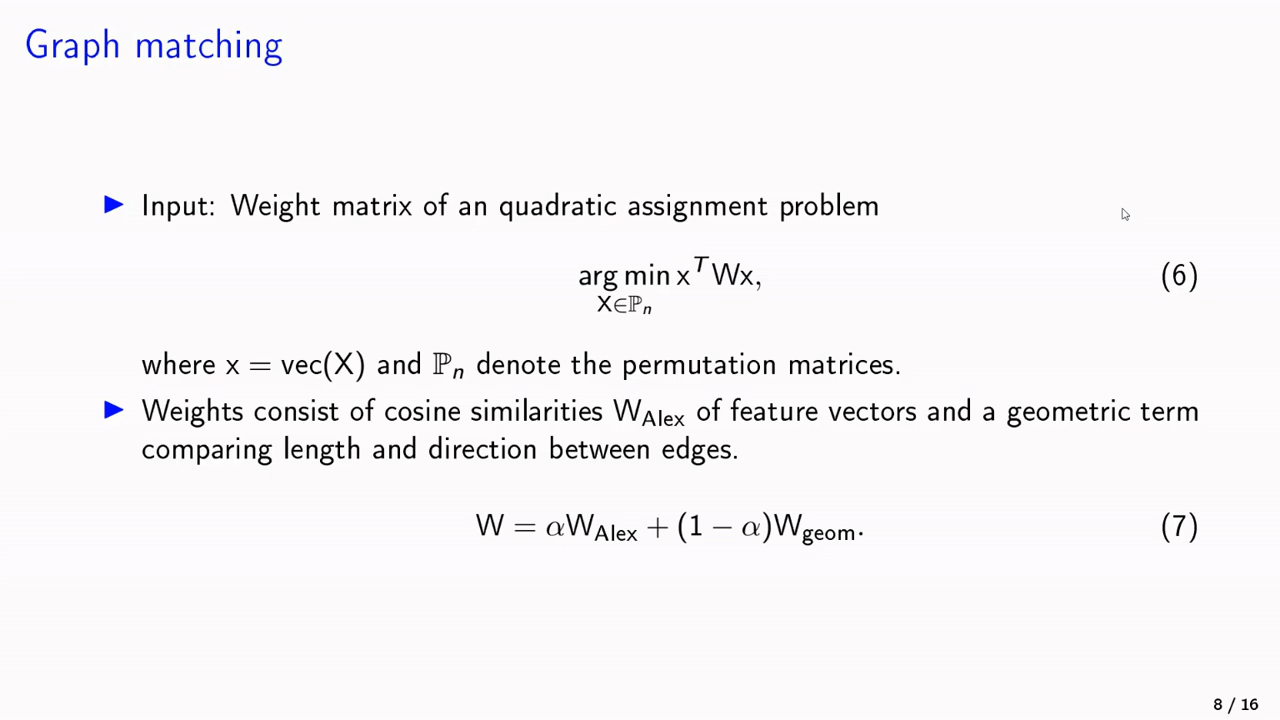 Graph matching
▶ Input: Weight matrix of an quadratic assignment problem
arg min x^T Wx, (6)
X∈ℙ_n
where x = vec(X) and ℙ_n denote the permutation matrices.
▶ Weights consist of cosine similarities W_Alex of feature vectors and a geometric term
comparing length and direction between edges.
W = αW_Alex + (1 − α)W_geom. (7)
8 / 16